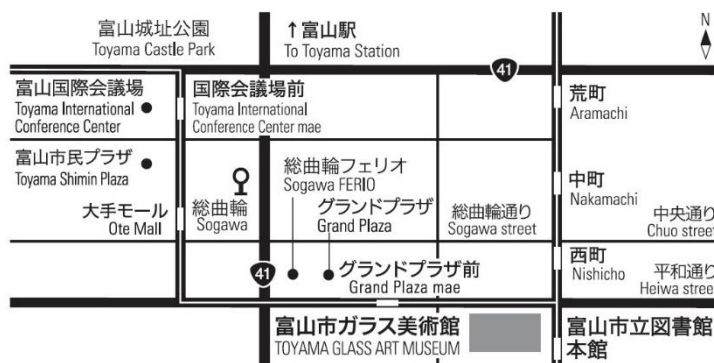 富山城址公園
Toyama Castle Park
↑富山駅
To Toyama Station
N
41
富山国際会議場
Toyama International
Conference Center
国際会議場前
Toyama International
Conference Center mae
荒町
Aramachi
富山市民プラザ
Toyama Shimin Plaza
総曲輪フェリオ
Sogawa FERIO
中町
Nakamachi
大手モール
Ote Mall
総曲輪
Sogawa
グランドプラザ
Grand Plaza
総曲輪通り
Sogawa street
中央通り
Chuo street
西町
Nishicho
平和通り
Heiwa street
41
グランドプラザ前
Grand Plaza mae
富山市ガラス美術館
TOYAMA GLASS ART MUSEUM
富山市立図書館
本館